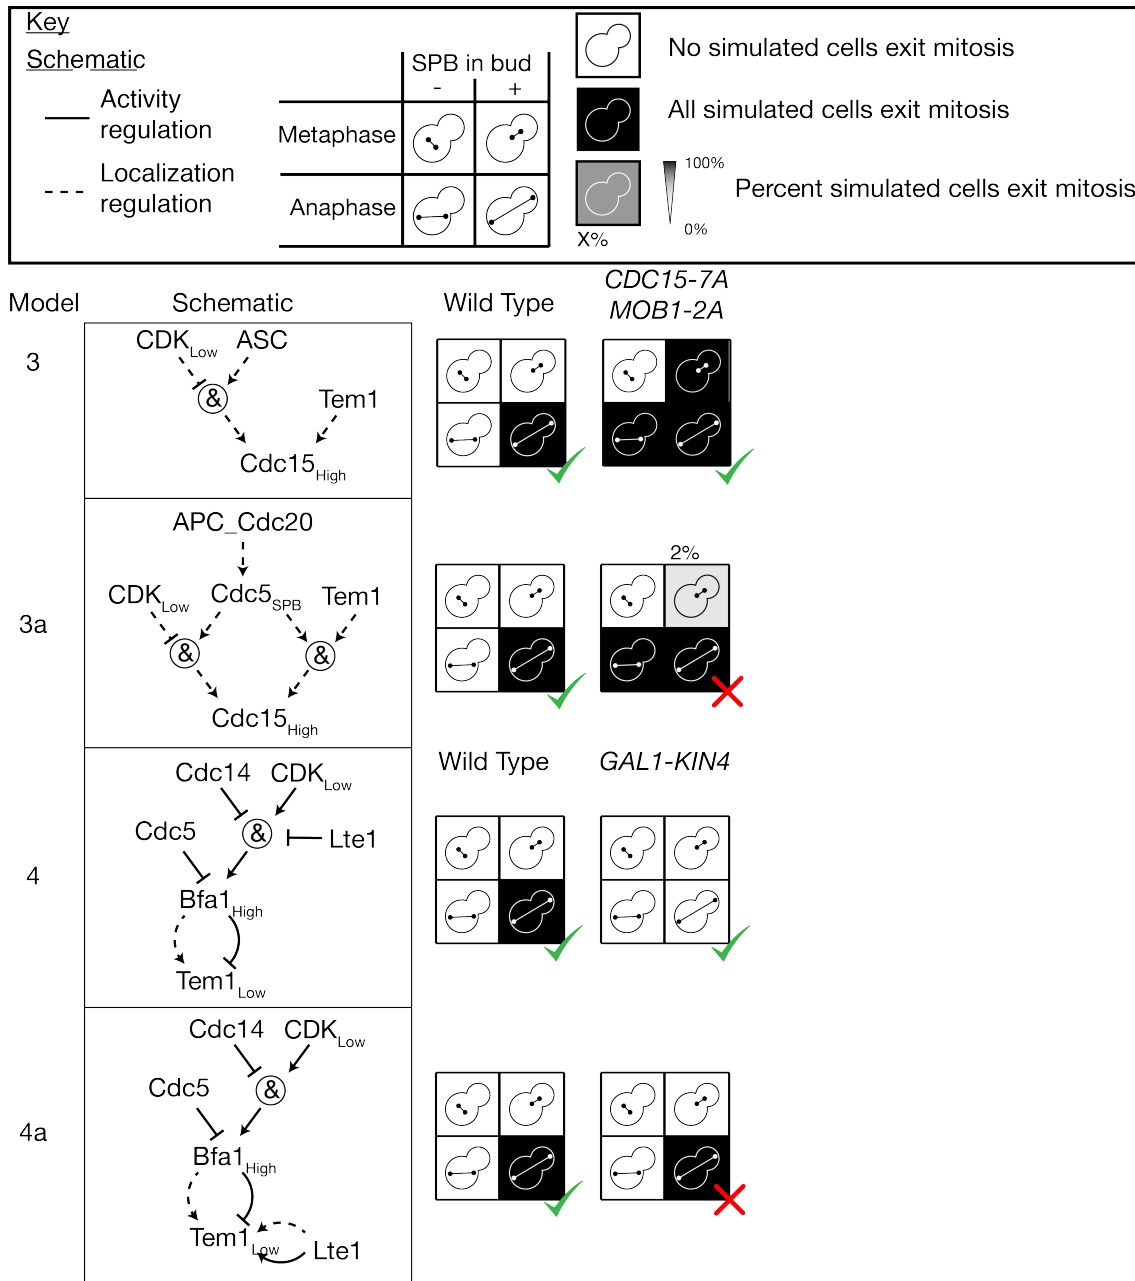 Key
Schematic
Activity
regulation
Localization
regulation
SPB in bud
- +
Metaphase
Anaphase
No simulated cells exit mitosis
All simulated cells exit mitosis
100%
0%
X%
Percent simulated cells exit mitosis
Model Schematic Wild Type CDC15-7A
MOB1-2A
3
CDK Low ASC
&
Tem1
Cdc15 High
3a
APC_Cdc20
CDK Low Cdc5 SPB Tem1
& &
Cdc15 High
2%
Wild Type GAL1-KIN4
4
Cdc14 CDK Low
&
Cdc5 Lte1
Bfa1 High
Tem1 Low
4a
Cdc14 CDK Low
&
Cdc5
Bfa1 High
Tem1 Low
Lte1